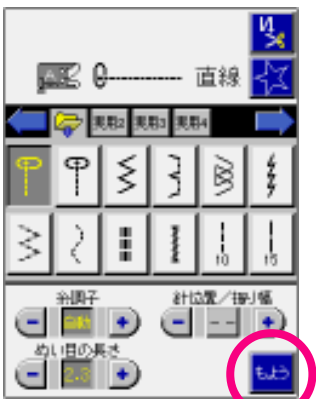 直線
実用2 実用3 実用4
10 15
糸調子 針位置/振り幅
自動 --
ぬい目の長さ
2.3
もよう